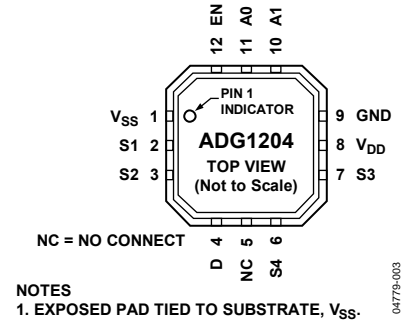 12 EN
11 A0
10 A1
PIN 1
INDICATOR
VSS 1
S1 2
S2 3
ADG1204
TOP VIEW
(Not to Scale)
9 GND
8 VDD
7 S3
NC = NO CONNECT
D 4
NC 5
S4 6
NOTES
1. EXPOSED PAD TIED TO SUBSTRATE, VSS.
04779-003